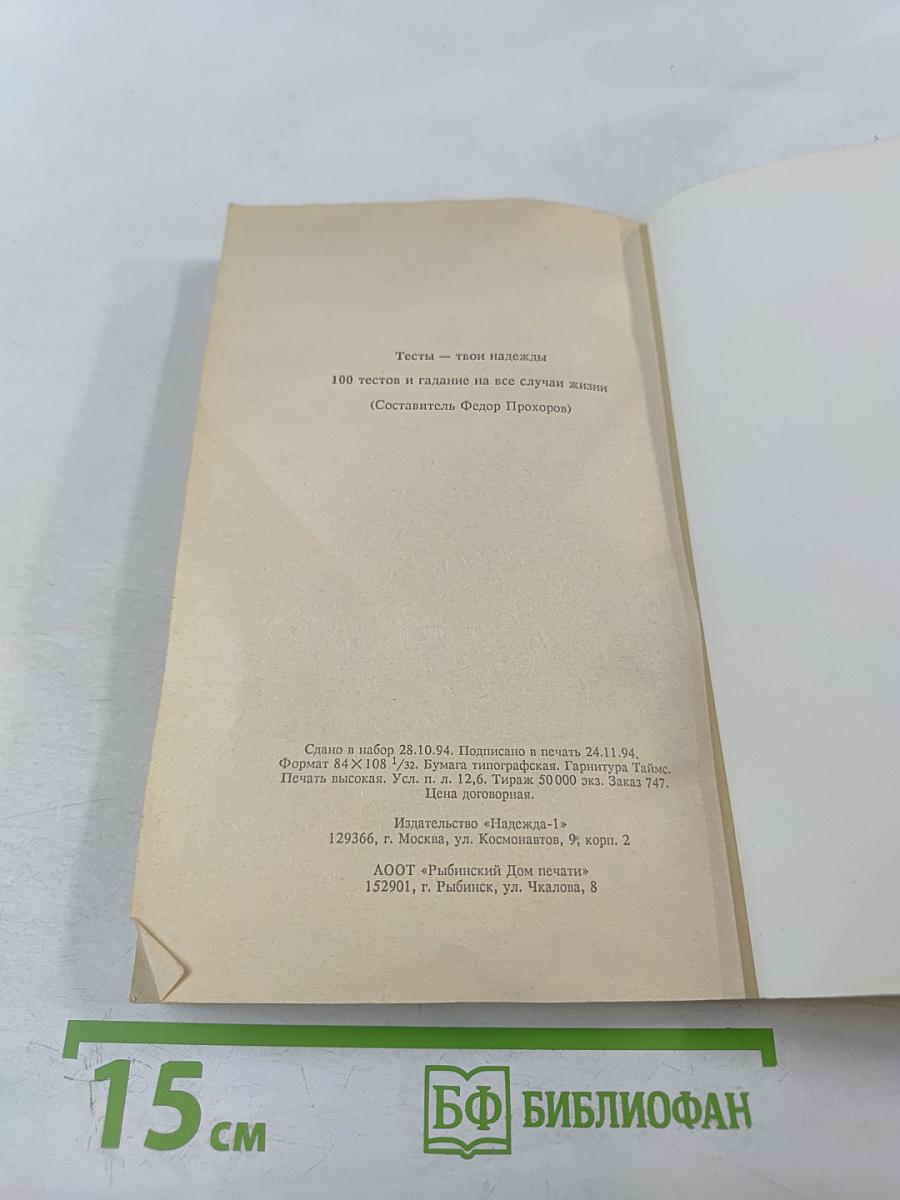 Тесты — твои надежды
100 тестов и гадание на все случаи жизни
(Составитель Федор Прохоров)
Сдано в набор 28.10.94. Подписано в печать 24.11.94.
Формат 84×108 1/32. Бумага типографская. Гарнитура Таймс.
Печать высокая. Усл. п. л. 12,6. Тираж 50 000 экз. Заказ 747.
Цена договорная.
Издательство «Надежда-I»
129366, г. Москва, ул. Космонавтов, 9, корп. 2
АООТ «Рыбинский Дом печати»
152901, г. Рыбинск, ул. Чкалова, 8
15 см
БФ БИБЛИОФАН